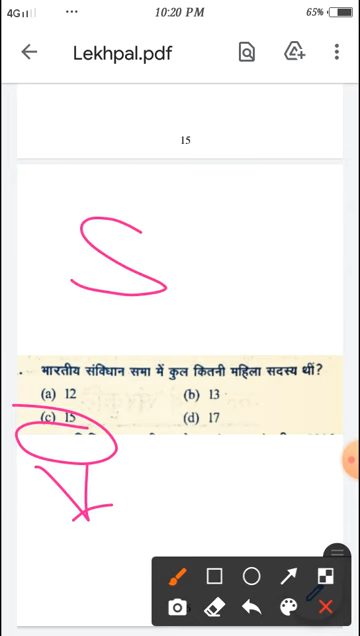 4G
... 10:20 PM 65%
Lekhpal.pdf
15
. भारतीय संविधान सभा में कुल कितनी महिला सदस्य थीं?
(a) 12 (b) 13
(c) 15 (d) 17
S